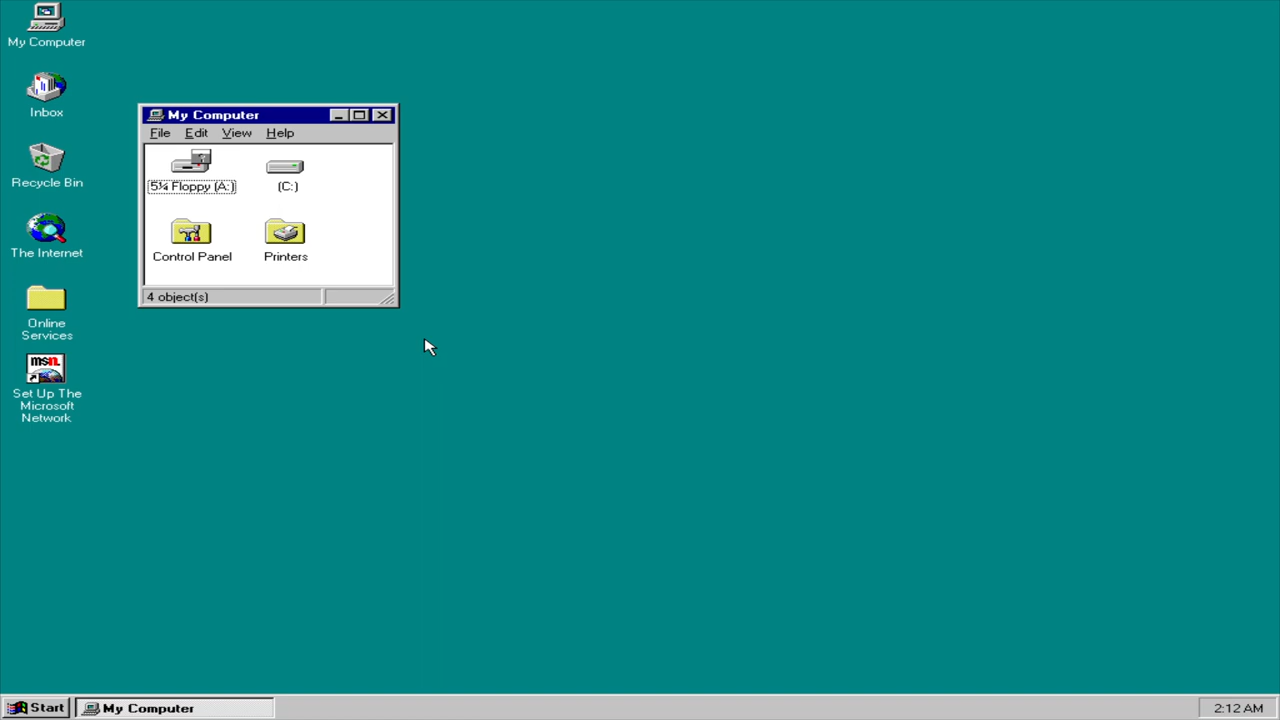 My Computer
Inbox
Recycle Bin
The Internet
Online
Services
msn.
Set Up The
Microsoft
Network
My Computer
File Edit View Help
5¼ Floppy (A:) (C:)
Control Panel Printers
4 object(s)
Start My Computer 2:12 AM